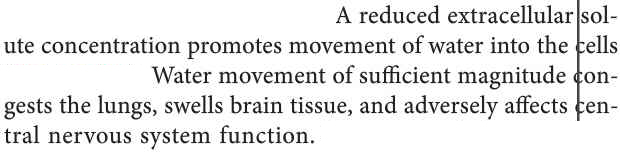 A reduced extracellular sol-
ute concentration promotes movement of water into the cells
Water movement of sufficient magnitude con-
gests the lungs, swells brain tissue, and adversely affects cen-
tral nervous system function.